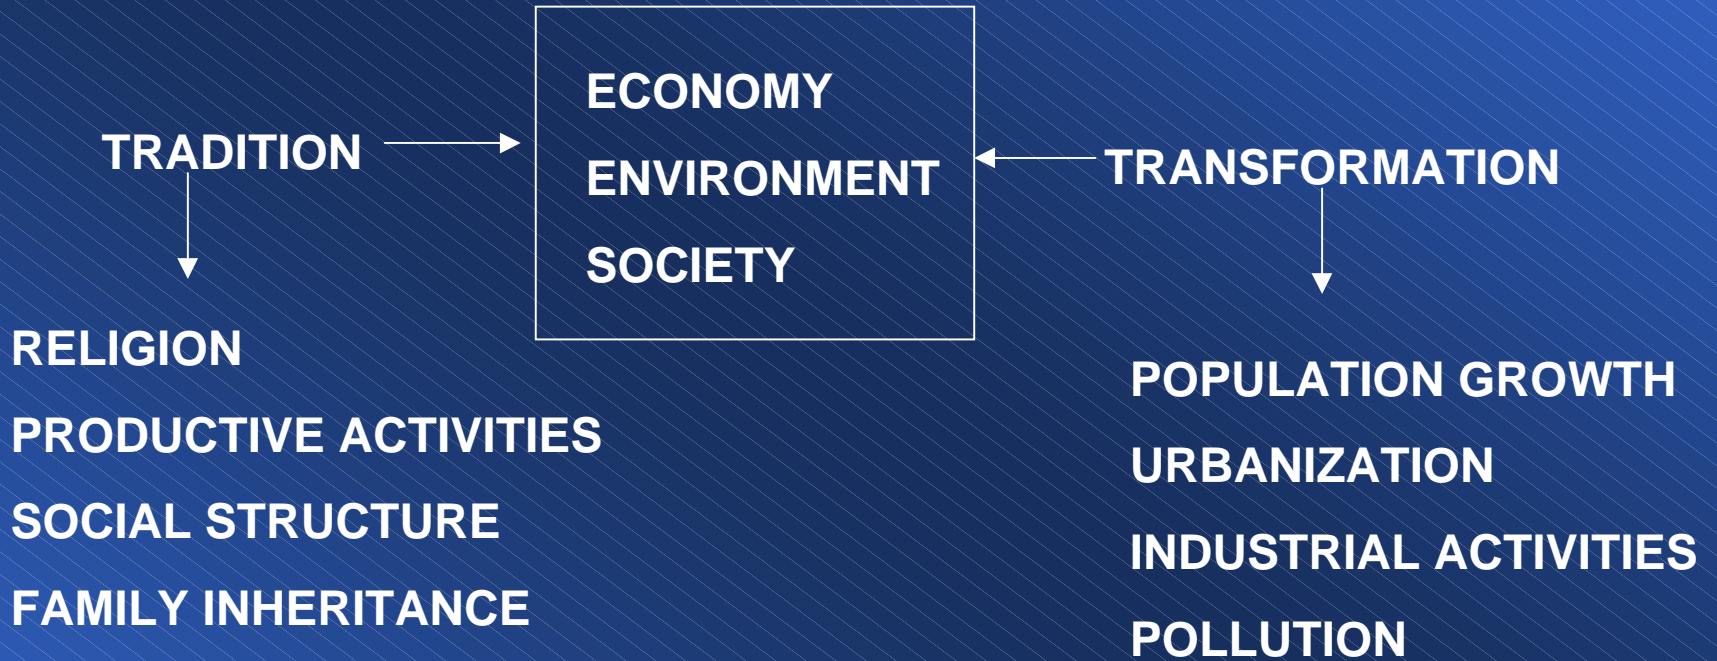 ECONOMY
ENVIRONMENT
SOCIETY
TRADITION
TRANSFORMATION
RELIGION
PRODUCTIVE ACTIVITIES
SOCIAL STRUCTURE
FAMILY INHERITANCE
POPULATION GROWTH
URBANIZATION
INDUSTRIAL ACTIVITIES
POLLUTION